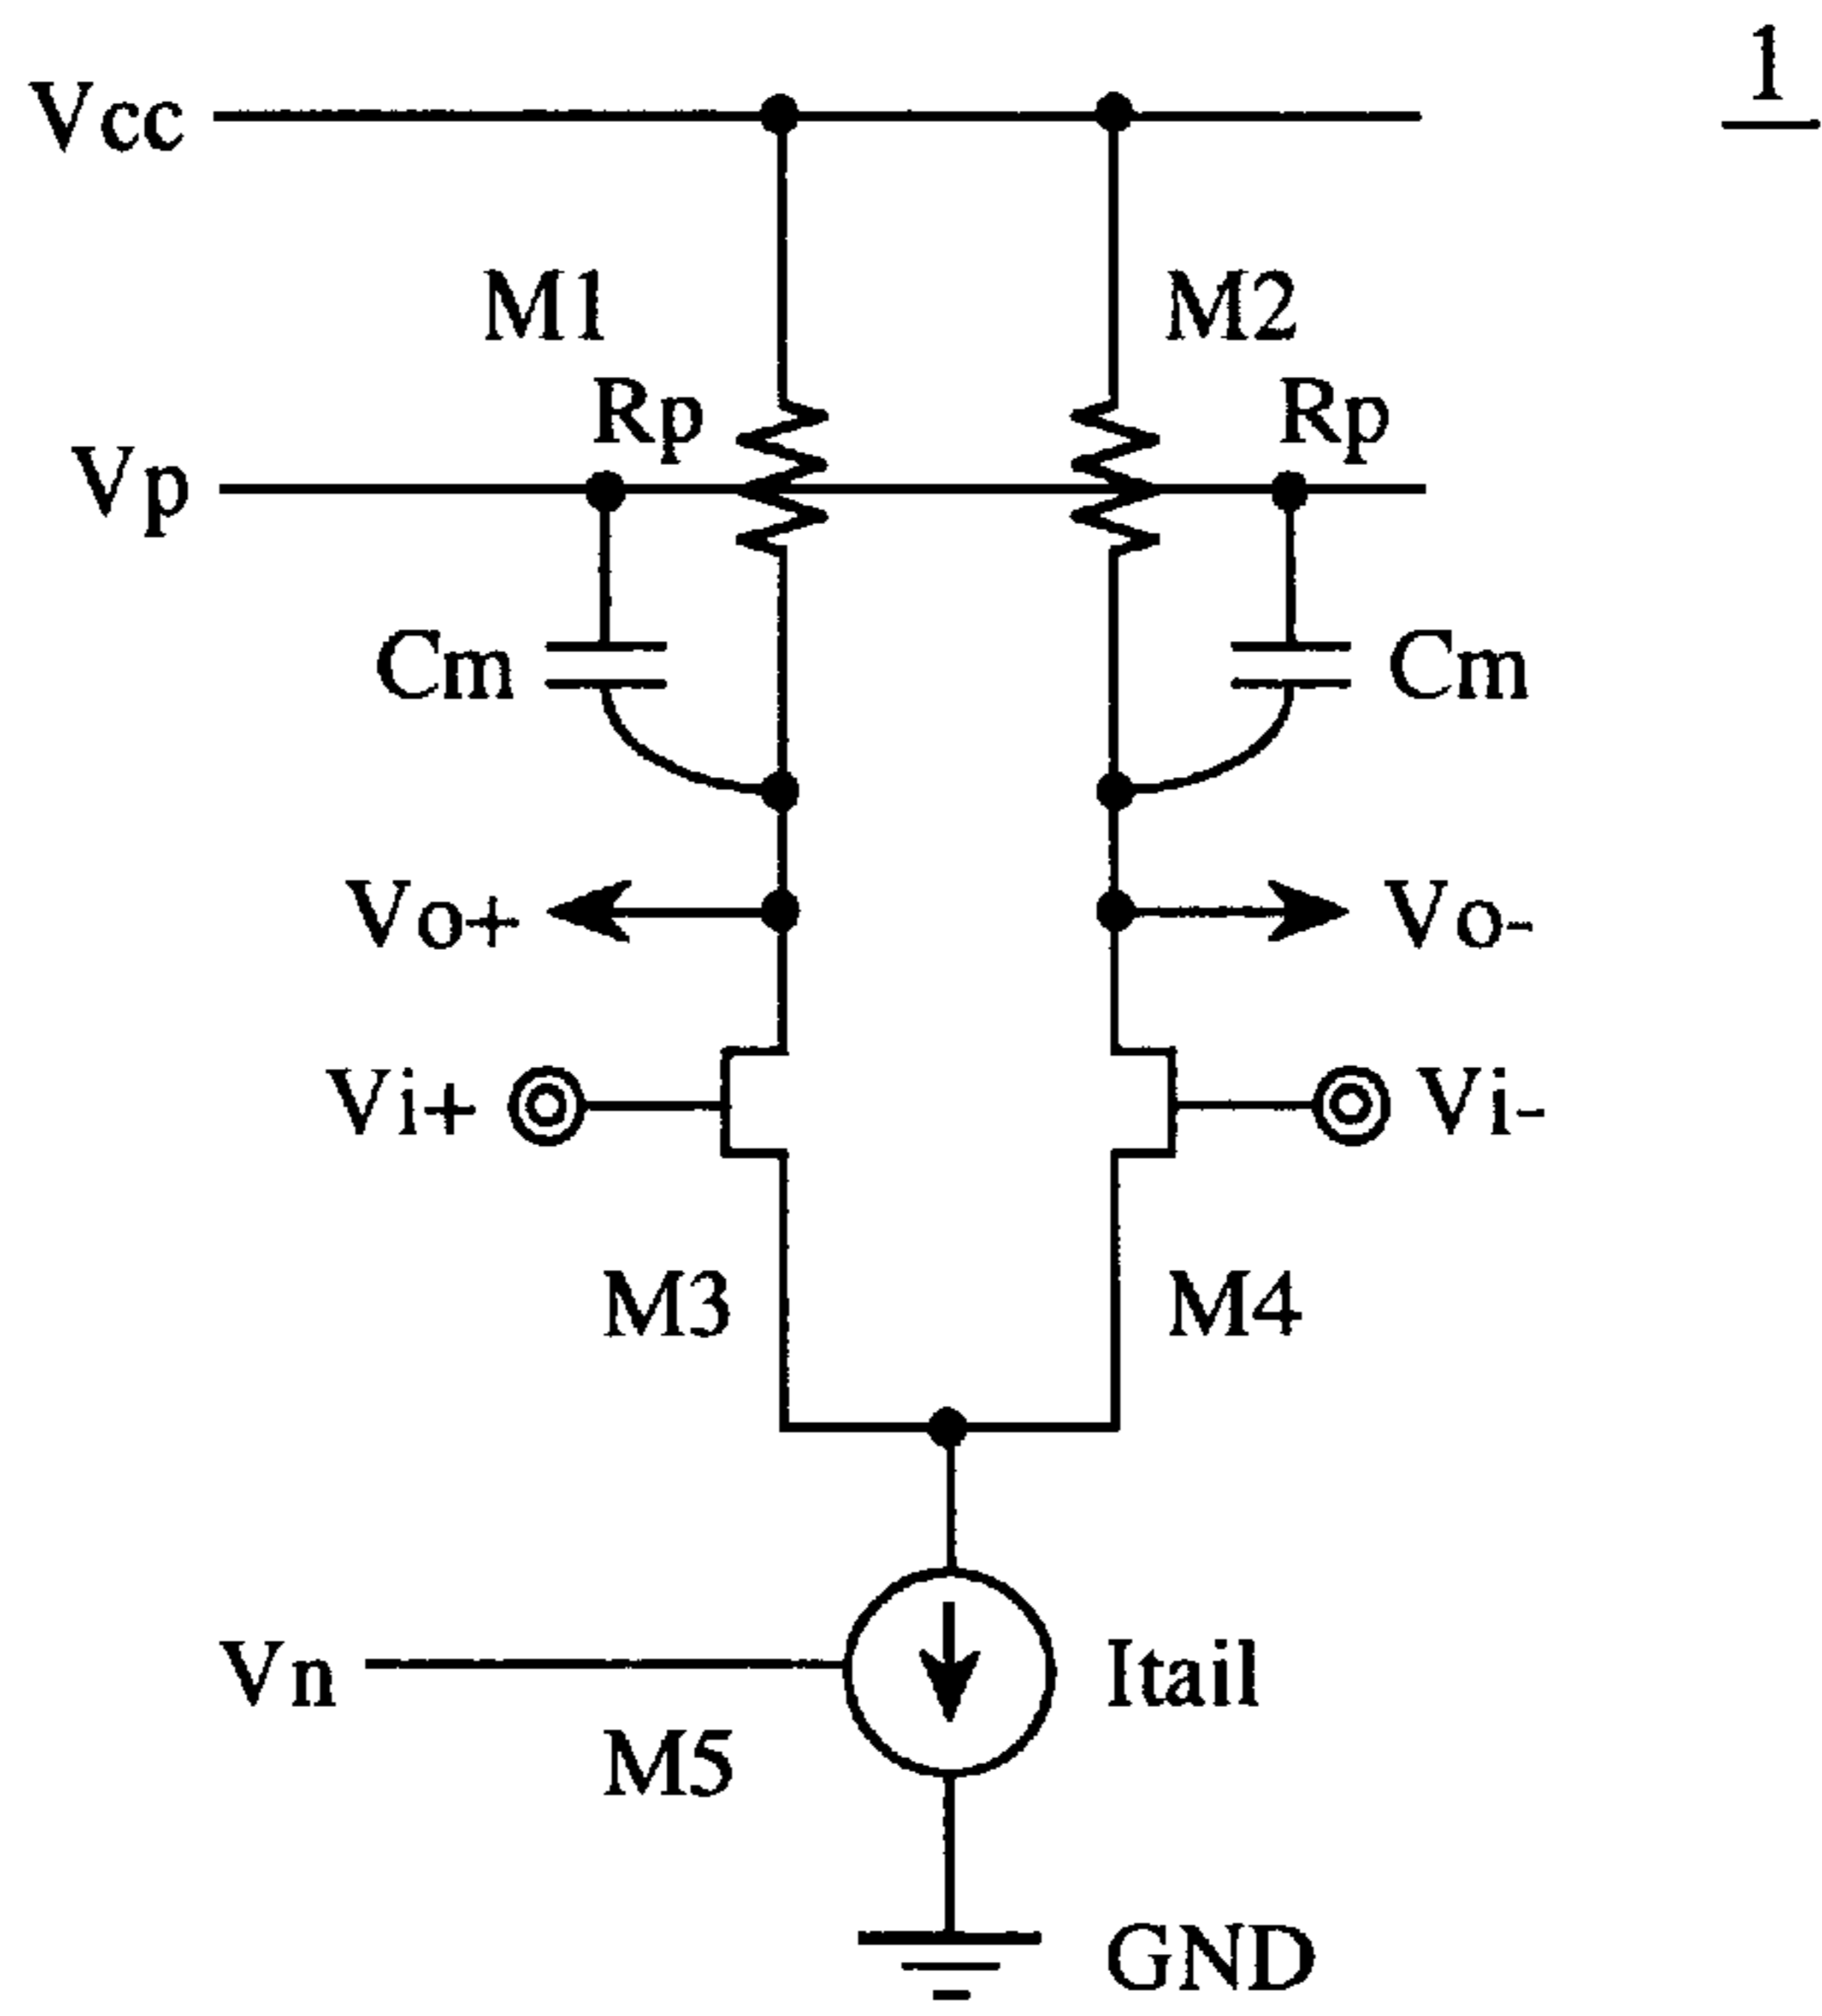 1
Vcc
M1 M2
Rp Rp
Vp
Cm Cm
Vo+ Vo-
Vi+ Vi-
M3 M4
Vn Itail
M5
GND